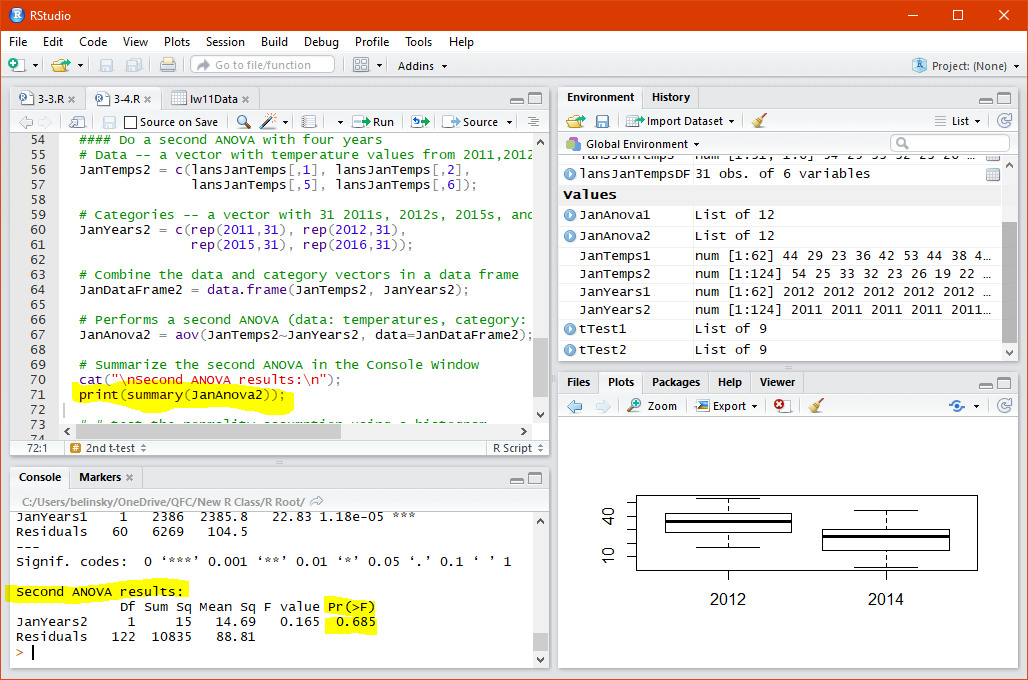 RStudio
File Edit Code View Plots Session Build Debug Profile Tools Help
Go to file/function Addins Project: (None)
3-3.R 3-4.R lw11Data
Source on Save Run Source
54 #### Do a second ANOVA with four years
55 # Data -- a vector with temperature values from 2011,2012
56 JanTemps2 = c(lansJanTemps[,1], lansJanTemps[,2],
57 lansJanTemps[,5], lansJanTemps[,6]);
58
59 # Categories -- a vector with 31 2011s, 2012s, 2015s, and
60 JanYears2 = c(rep(2011,31), rep(2012,31),
61 rep(2015,31), rep(2016,31));
62
63 # Combine the data and category vectors in a data frame
64 JanDataFrame2 = data.frame(JanTemps2, JanYears2);
65
66 # Performs a second ANOVA (data: temperatures, category:
67 JanAnova2 = aov(JanTemps2~JanYears2, data=JanDataFrame2);
68
69 # Summarize the second ANOVA in the Console Window
70 cat("\nSecond ANOVA results:\n");
71 print(summary(JanAnova2));
72
73 # # test the normality assumption using a histogram
74
72:1 # 2nd t-test R Script
Console Markers
C:/Users/belinsky/OneDrive/QFC/New R Class/R Root/
JanYears1 1 2386 2385.8 22.83 1.18e-05 ***
Residuals 60 6269 104.5
---
Signif. codes: 0 ‘***’ 0.001 ‘**’ 0.01 ‘*’ 0.05 ‘.’ 0.1 ‘ ’ 1
Second ANOVA results:
Df Sum Sq Mean Sq F value Pr(>F)
JanYears2 1 15 14.69 0.165 0.685
Residuals 122 10835 88.81
>
Environment History
Import Dataset List
Global Environment
lansJanTempsDF 31 obs. of 6 variables
Values
JanAnova1 List of 12
JanAnova2 List of 12
JanTemps1 num [1:62] 44 29 23 36 42 53 44 38 4…
JanTemps2 num [1:124] 54 25 33 32 23 26 19 22 …
JanYears1 num [1:62] 2012 2012 2012 2012 2012 …
JanYears2 num [1:124] 2011 2011 2011 2011 2011…
tTest1 List of 9
tTest2 List of 9
Files Plots Packages Help Viewer
Zoom Export
40
10
2012 2014